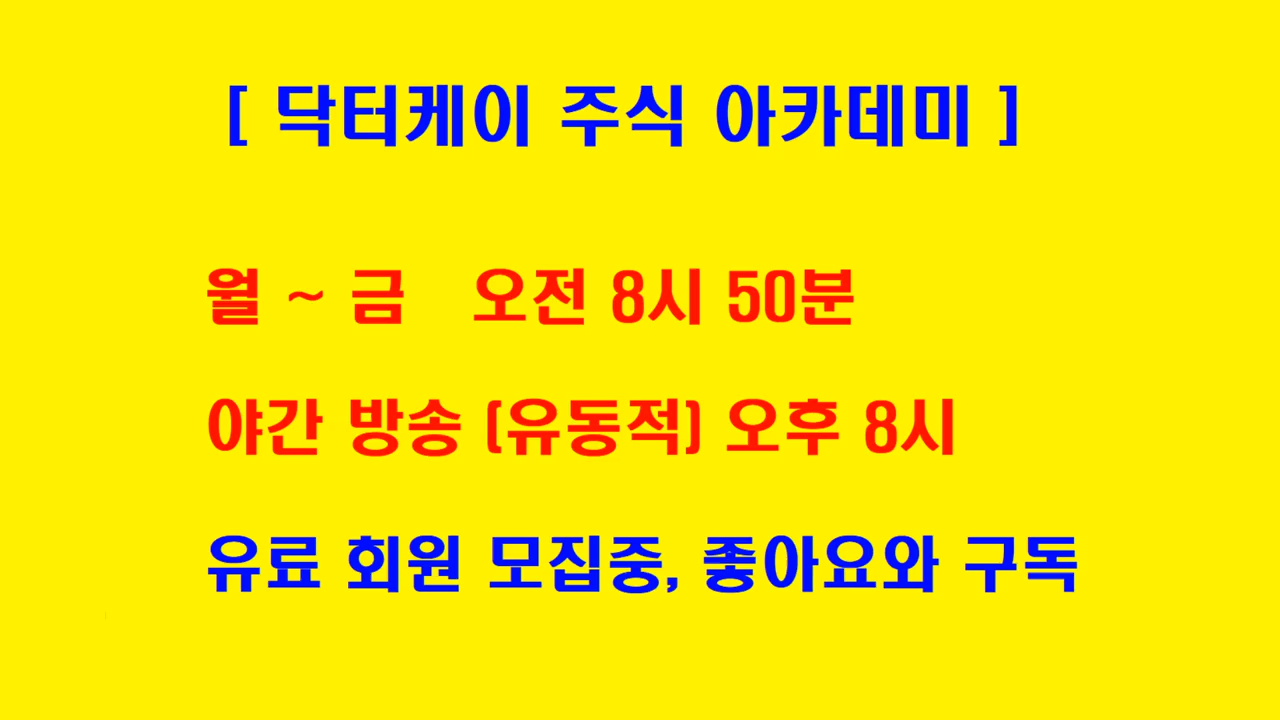 [ 닥터케이 주식 아카데미 ]
월 ~ 금 오전 8시 50분
야간 방송 (유동적) 오후 8시
유료 회원 모집중, 좋아요와 구독